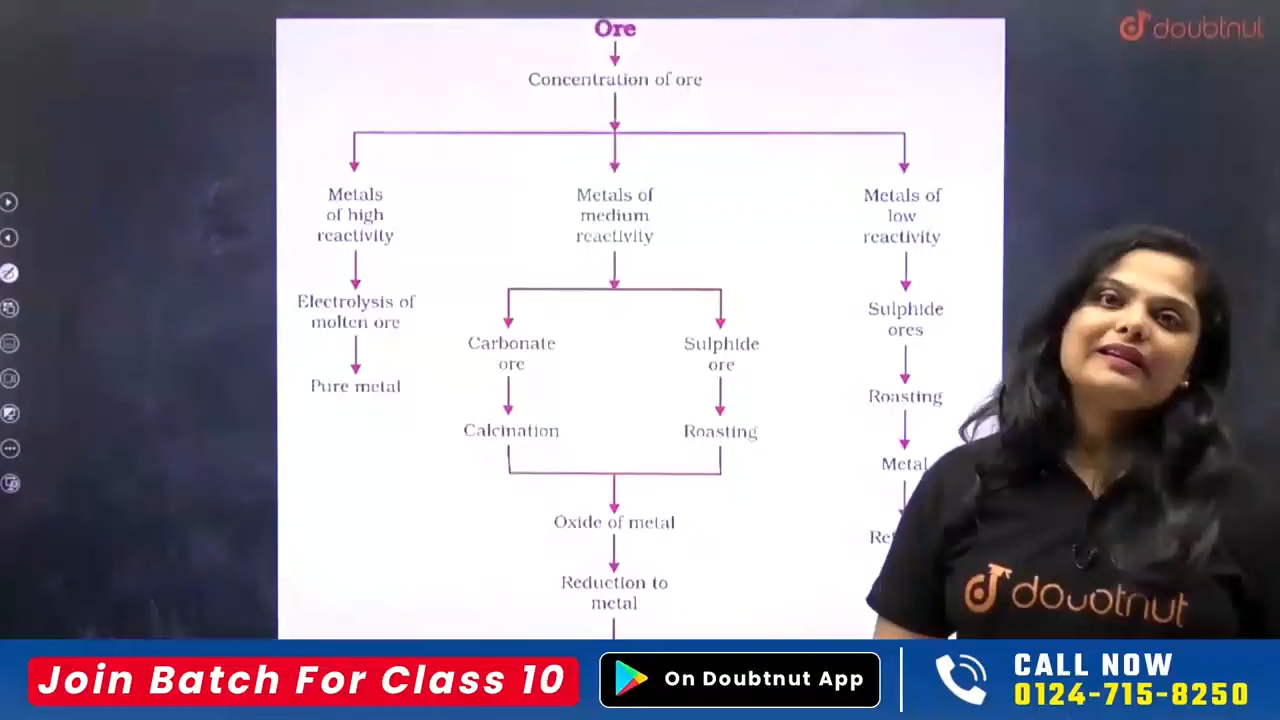 Ore
doubtnut
Concentration of ore
Metals
of high
reactivity
Metals of
medium
reactivity
Metals of
low
reactivity
Electrolysis of
molten ore
Pure metal
Carbonate
ore
Sulphide
ore
Sulphide
ores
Calcination
Roasting
Roasting
Metal
Oxide of metal
Reduction to
metal
doubtnut
Join Batch For Class 10
On Doubtnut App
CALL NOW
0124-715-8250